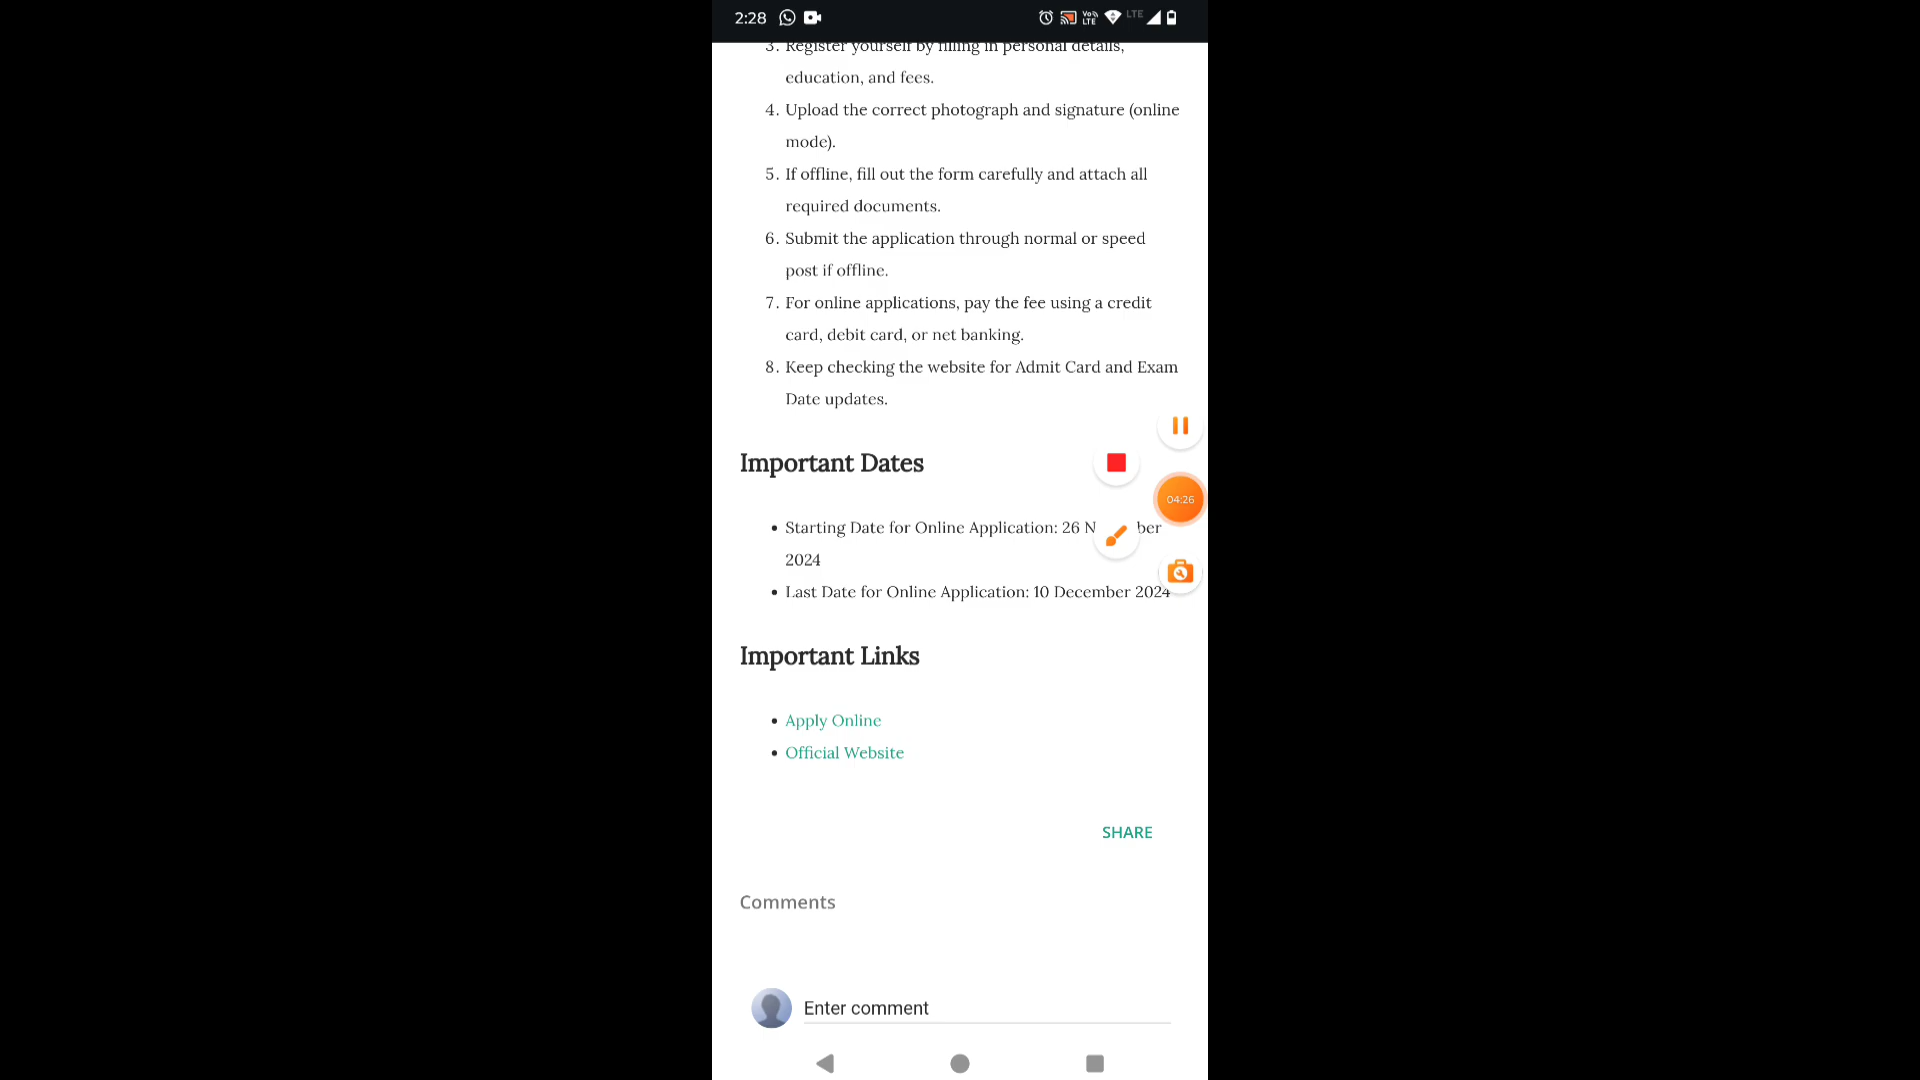 2:28 Vo LTE LTE
3. Register yourself by filling in personal details,
education, and fees.
4. Upload the correct photograph and signature (online
mode).
5. If offline, fill out the form carefully and attach all
required documents.
6. Submit the application through normal or speed
post if offline.
7. For online applications, pay the fee using a credit
card, debit card, or net banking.
8. Keep checking the website for Admit Card and Exam
Date updates.
Important Dates
04:26
• Starting Date for Online Application: 26 N ber
2024
• Last Date for Online Application: 10 December 2024
Important Links
• Apply Online
• Official Website
SHARE
Comments
Enter comment